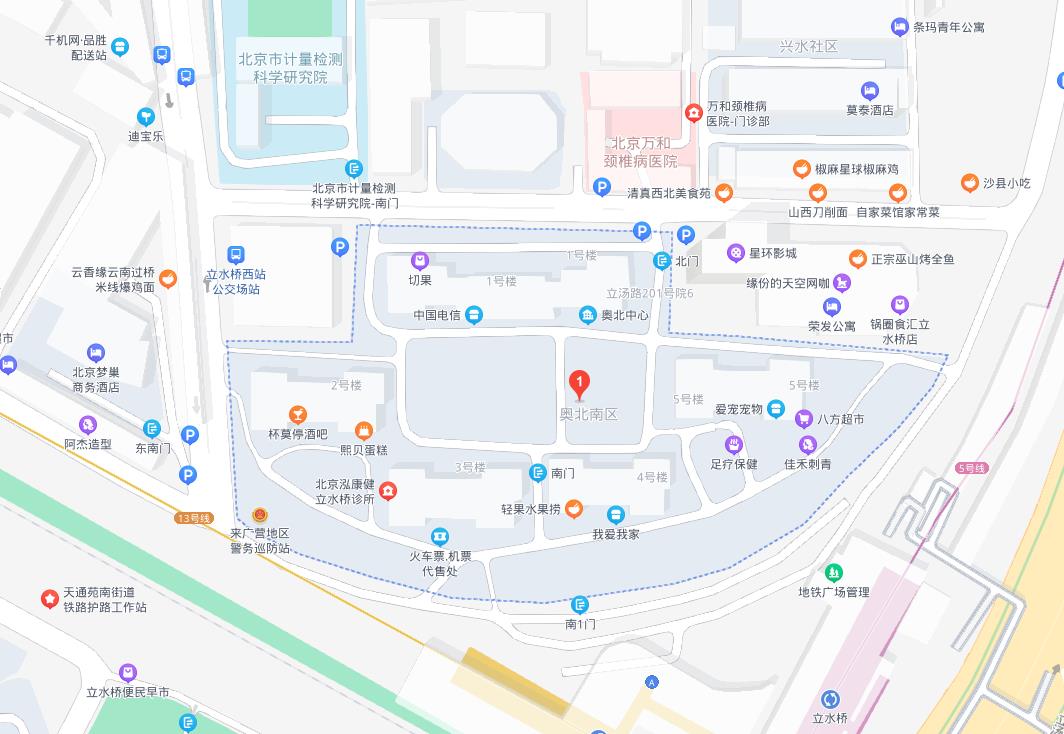 条玛青年公寓
千机网·品胜
配送站
兴水社区
北京市计量检测
科学研究院
莫泰酒店
万和颈椎病
医院-门诊部
迪宝乐
北京万和
颈椎病医院
椒麻星球椒麻鸡
北京市计量检测
科学研究院-南门
P
清真西北美食苑
沙县小吃
山西刀削面
自家菜馆家常菜
P
P
P
星环影城
1号楼
北门
正宗巫山烤全鱼
云香缘云南过桥
米线爆鸡面
立水桥西站
公交场站
切果
1号楼
缘份的天空网咖
立汤路201号院6
中国电信
奥北中心
荣发公寓
锅圈食汇立
水桥店
市
北京梦巢
商务酒店
2号楼
1
5号楼
5号楼
爱宠宠物
奥北南区
八方超市
杯莫停酒吧
熙贝蛋糕
阿杰造型
东南门
P
足疗保健
佳禾刺青
3号楼
南门
4号楼
5号线
P
北京泓康健
立水桥诊所
轻果水果捞
13号线
来广营地区
警务巡防站
我爱我家
火车票.机票
代售处
地铁广场管理
天通苑南街道
铁路护路工作站
南1门
A
立水桥便民早市
立水桥